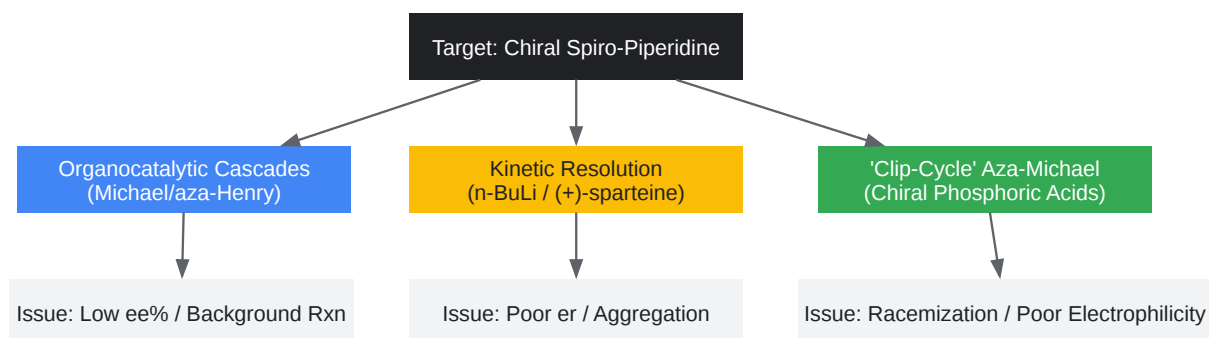 Target: Chiral Spiro-Piperidine
Organocatalytic Cascades
(Michael/aza-Henry)
Kinetic Resolution
(n-BuLi / (+)-sparteine)
'Clip-Cycle' Aza-Michael
(Chiral Phosphoric Acids)
Issue: Low ee% / Background Rxn
Issue: Poor er / Aggregation
Issue: Racemization / Poor Electrophilicity